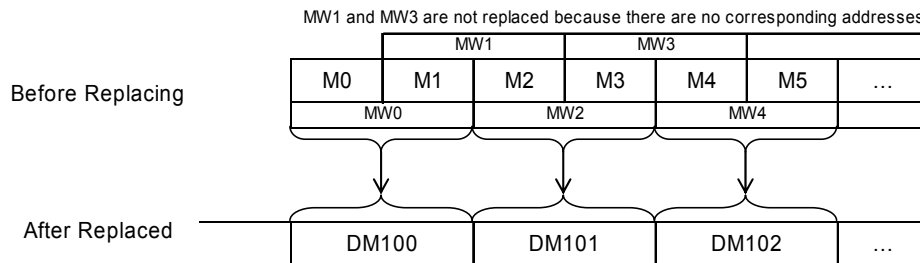 MW1 and MW3 are not replaced because there are no corresponding addresses
MW1 MW3
Before Replacing M0 M1 M2 M3 M4 M5 ...
MW0 MW2 MW4
After Replaced DM100 DM101 DM102 ...